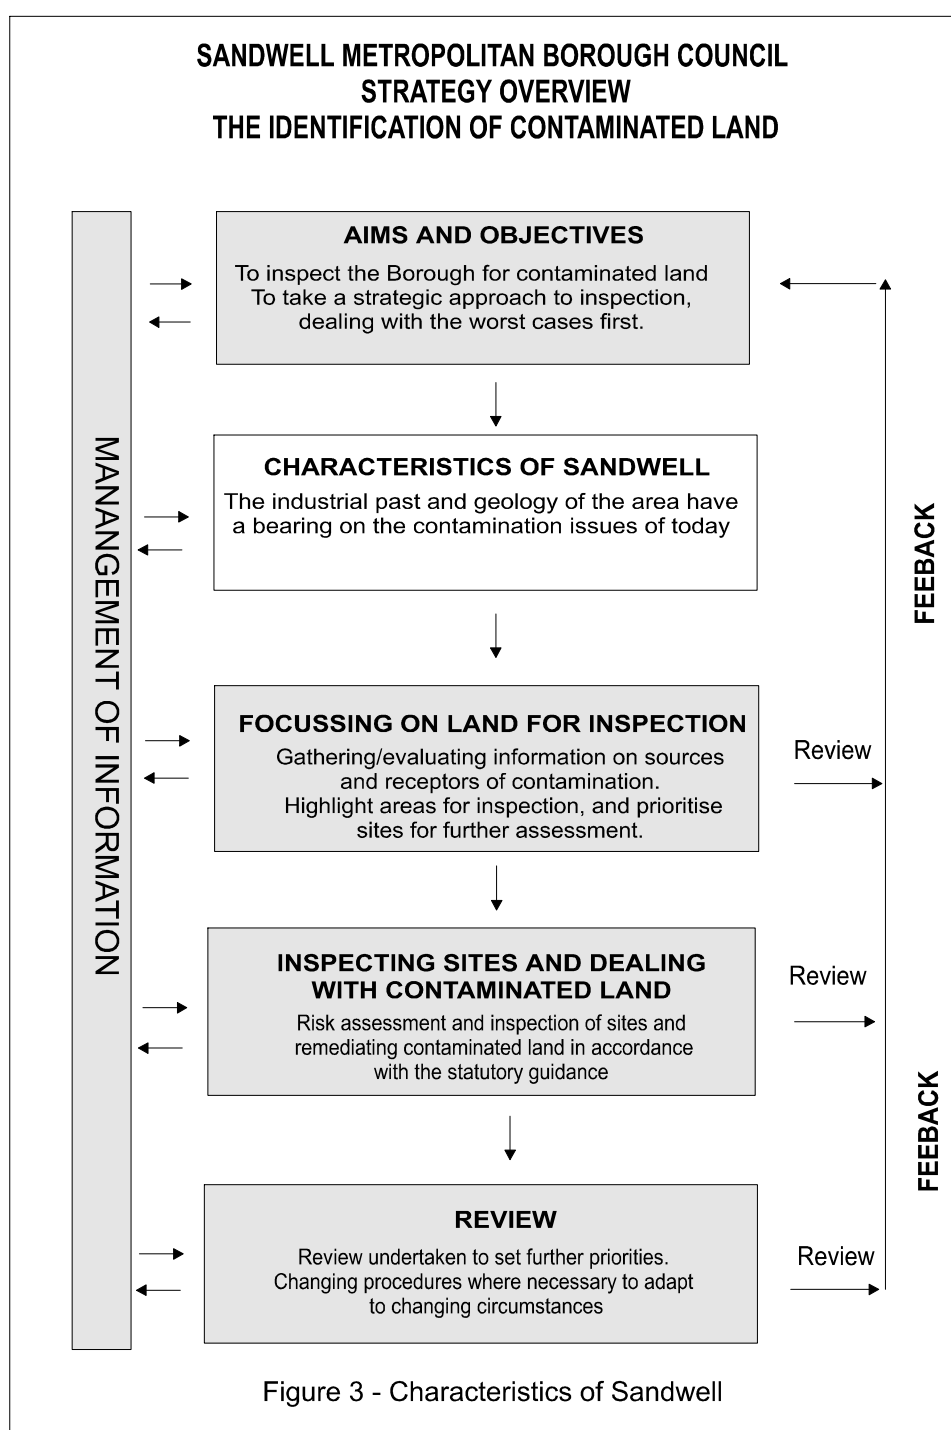 SANDWELL METROPOLITAN BOROUGH COUNCIL
STRATEGY OVERVIEW
THE IDENTIFICATION OF CONTAMINATED LAND
MANANGEMENT OF INFORMATION
AIMS AND OBJECTIVES
To inspect the Borough for contaminated land
To take a strategic approach to inspection,
dealing with the worst cases first.
CHARACTERISTICS OF SANDWELL
The industrial past and geology of the area have
a bearing on the contamination issues of today
FEEBACK
FOCUSSING ON LAND FOR INSPECTION
Gathering/evaluating information on sources
and receptors of contamination.
Highlight areas for inspection, and prioritise
sites for further assessment.
Review
INSPECTING SITES AND DEALING
WITH CONTAMINATED LAND
Risk assessment and inspection of sites and
remediating contaminated land in accordance
with the statutory guidance
Review
FEEBACK
REVIEW
Review undertaken to set further priorities.
Changing procedures where necessary to adapt
to changing circumstances
Review
Figure 3 - Characteristics of Sandwell